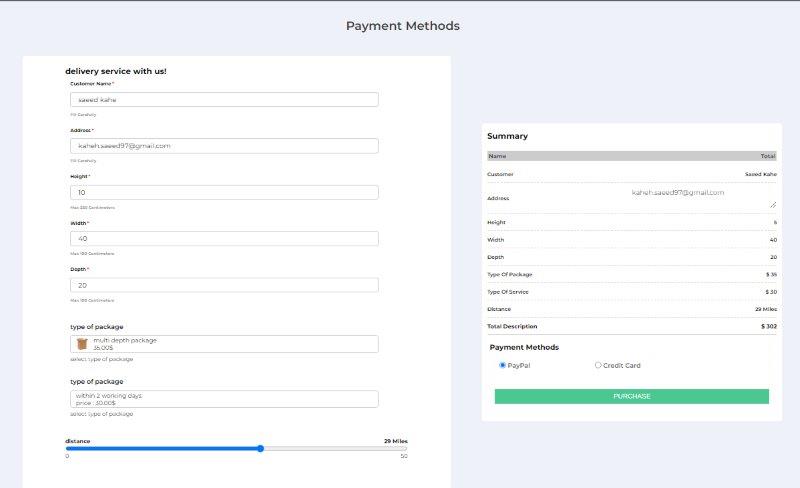 Payment Methods
delivery service with us!
Customer Name *
saeed kahe
Fill Carefully
Address *
kaheh.saeed97@gmail.com
Fill Carefully
Height *
10
Max 250 Centimeters
Width *
40
Max 180 Centimeters
Depth *
20
Max 180 Centimeters
type of package
multi depth package
35.00$
select type of package
type of package
within 2 working days
price : 30.00$
select type of package
distance 29 Miles
0 50
Summary
Name Total
Customer Saeed Kahe
Address kaheh.saeed97@gmail.com
Height 5
Width 40
Depth 20
Type Of Package $ 35
Type Of Service $ 30
Distance 29 Miles
Total Description $ 302
Payment Methods
PayPal Credit Card
PURCHASE